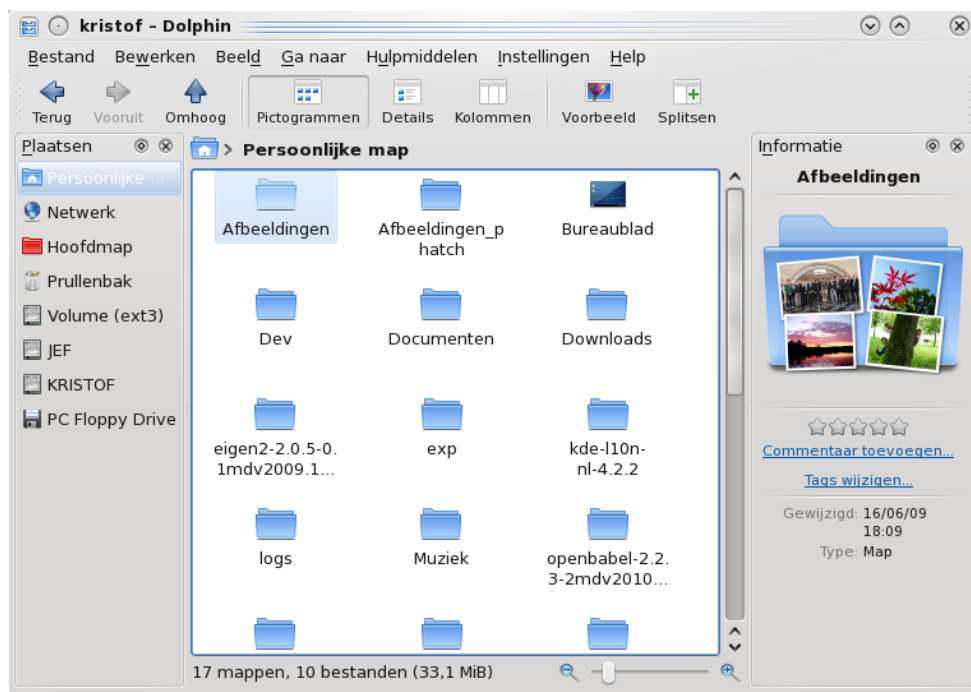 kristof – Dolphin
Bestand Bewerken Beeld Ga naar Hulpmiddelen Instellingen Help
Terug Vooruit Omhoog Pictogrammen Details Kolommen Voorbeeld Splitsen
Plaatsen
Persoonlijke ...
Netwerk
Hoofdmap
Prullenbak
Volume (ext3)
JEF
KRISTOF
PC Floppy Drive
> Persoonlijke map
Afbeeldingen
Afbeeldingen_p
hatch
Bureaublad
Dev
Documenten
Downloads
eigen2-2.0.5-0.
1mdv2009.1...
exp
kde-l10n-
nl-4.2.2
logs
Muziek
openbabel-2.2.
3-2mdv2010...
17 mappen, 10 bestanden (33,1 MiB)
Informatie
Afbeeldingen
Commentaar toevoegen...
Tags wijzigen...
Gewijzigd: 16/06/09
18:09
Type: Map